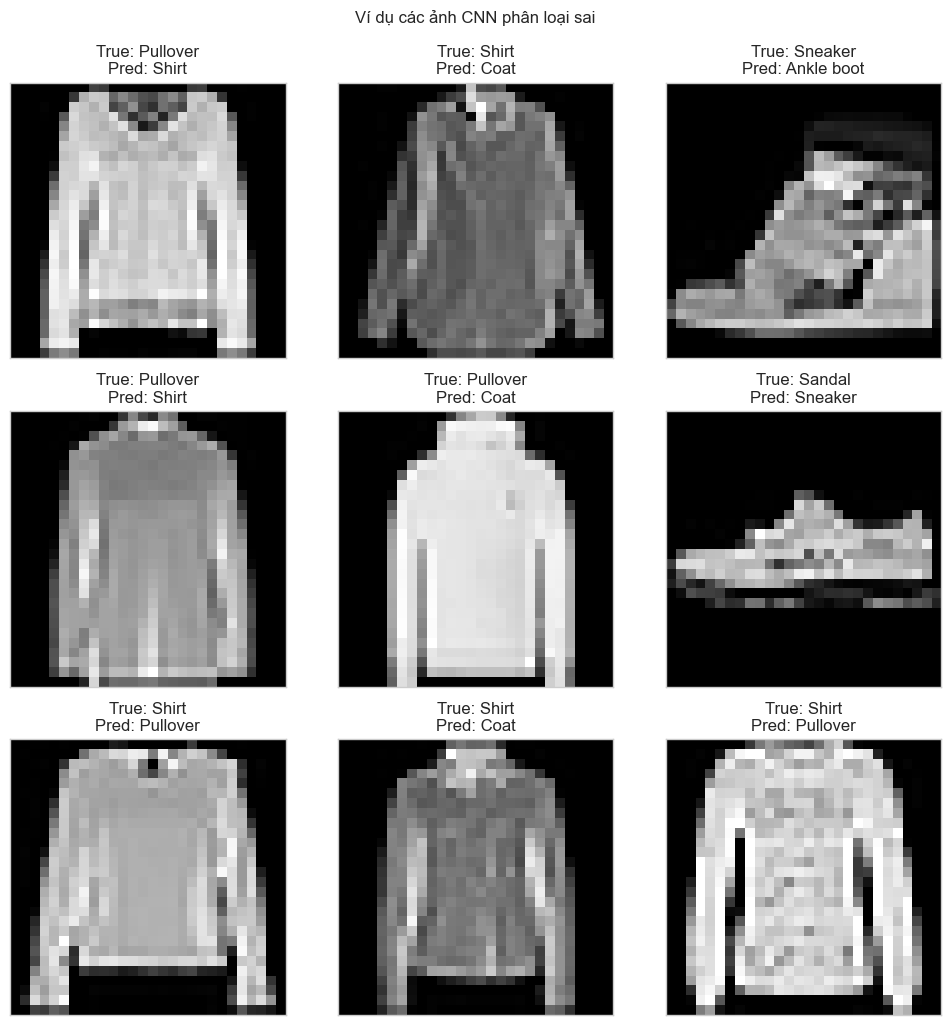 Ví dụ các ảnh CNN phân loại sai
True: Pullover
Pred: Shirt
True: Shirt
Pred: Coat
True: Sneaker
Pred: Ankle boot
True: Pullover
Pred: Shirt
True: Pullover
Pred: Coat
True: Sandal
Pred: Sneaker
True: Shirt
Pred: Pullover
True: Shirt
Pred: Coat
True: Shirt
Pred: Pullover